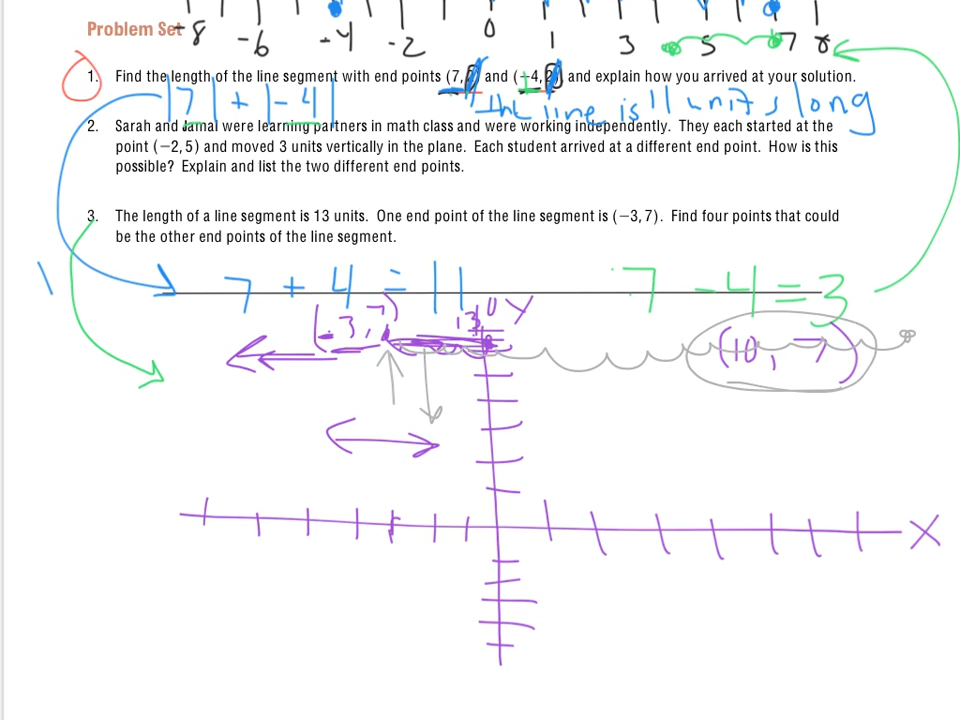 -8 -6 -4 -2 0 1 3 5 7 8
Problem Set
1. Find the length of the line segment with end points (7, ) and (−4, ), and explain how you arrived at your solution.
|7| + |-4| The line is 11 units long
2. Sarah and Jamal were learning partners in math class and were working independently. They each started at the
point (−2, 5) and moved 3 units vertically in the plane. Each student arrived at a different end point. How is this
possible? Explain and list the two different end points.
3. The length of a line segment is 13 units. One end point of the line segment is (−3, 7). Find four points that could
be the other end points of the line segment.
7 + 4 = 11 7 - 4 = 3
(-3, 7) 13 Y
(10, 7)
X